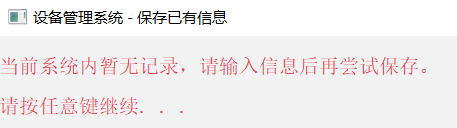 设备管理系统 - 保存已有信息
当前系统内暂无记录，请输入信息后再尝试保存。
请按任意键继续. . .